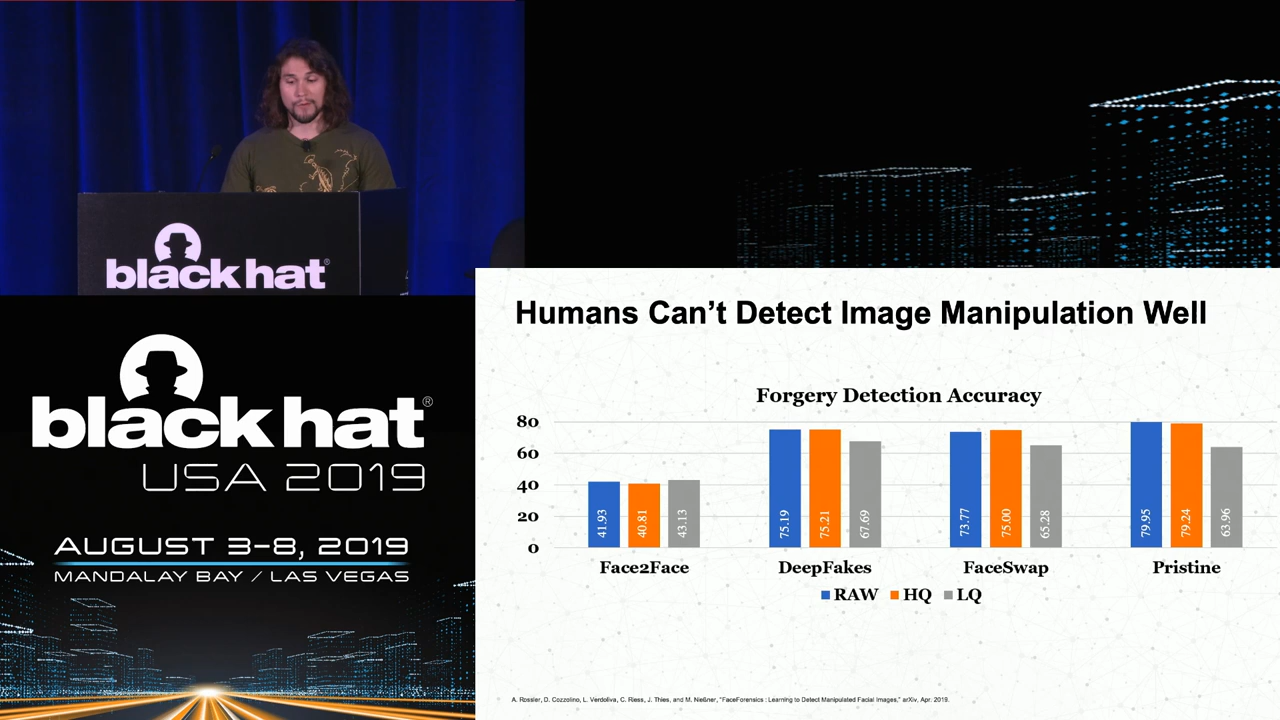 black hat®
black hat®
USA 2019
AUGUST 3-8, 2019
MANDALAY BAY / LAS VEGAS
Humans Can't Detect Image Manipulation Well
Forgery Detection Accuracy
80
60
40
20
0
41.93 40.81 43.13
75.19 75.21 67.69
73.77 75.00 65.28
79.95 79.24 63.96
Face2Face DeepFakes FaceSwap Pristine
RAW HQ LQ
A. Rossler, D. Cozzolino, L. Verdoliva, C. Riess, J. Thies, and M. Neßner, "FaceForensics : Learning to Detect Manipulated Facial Images," arXiv, Apr. 2019.